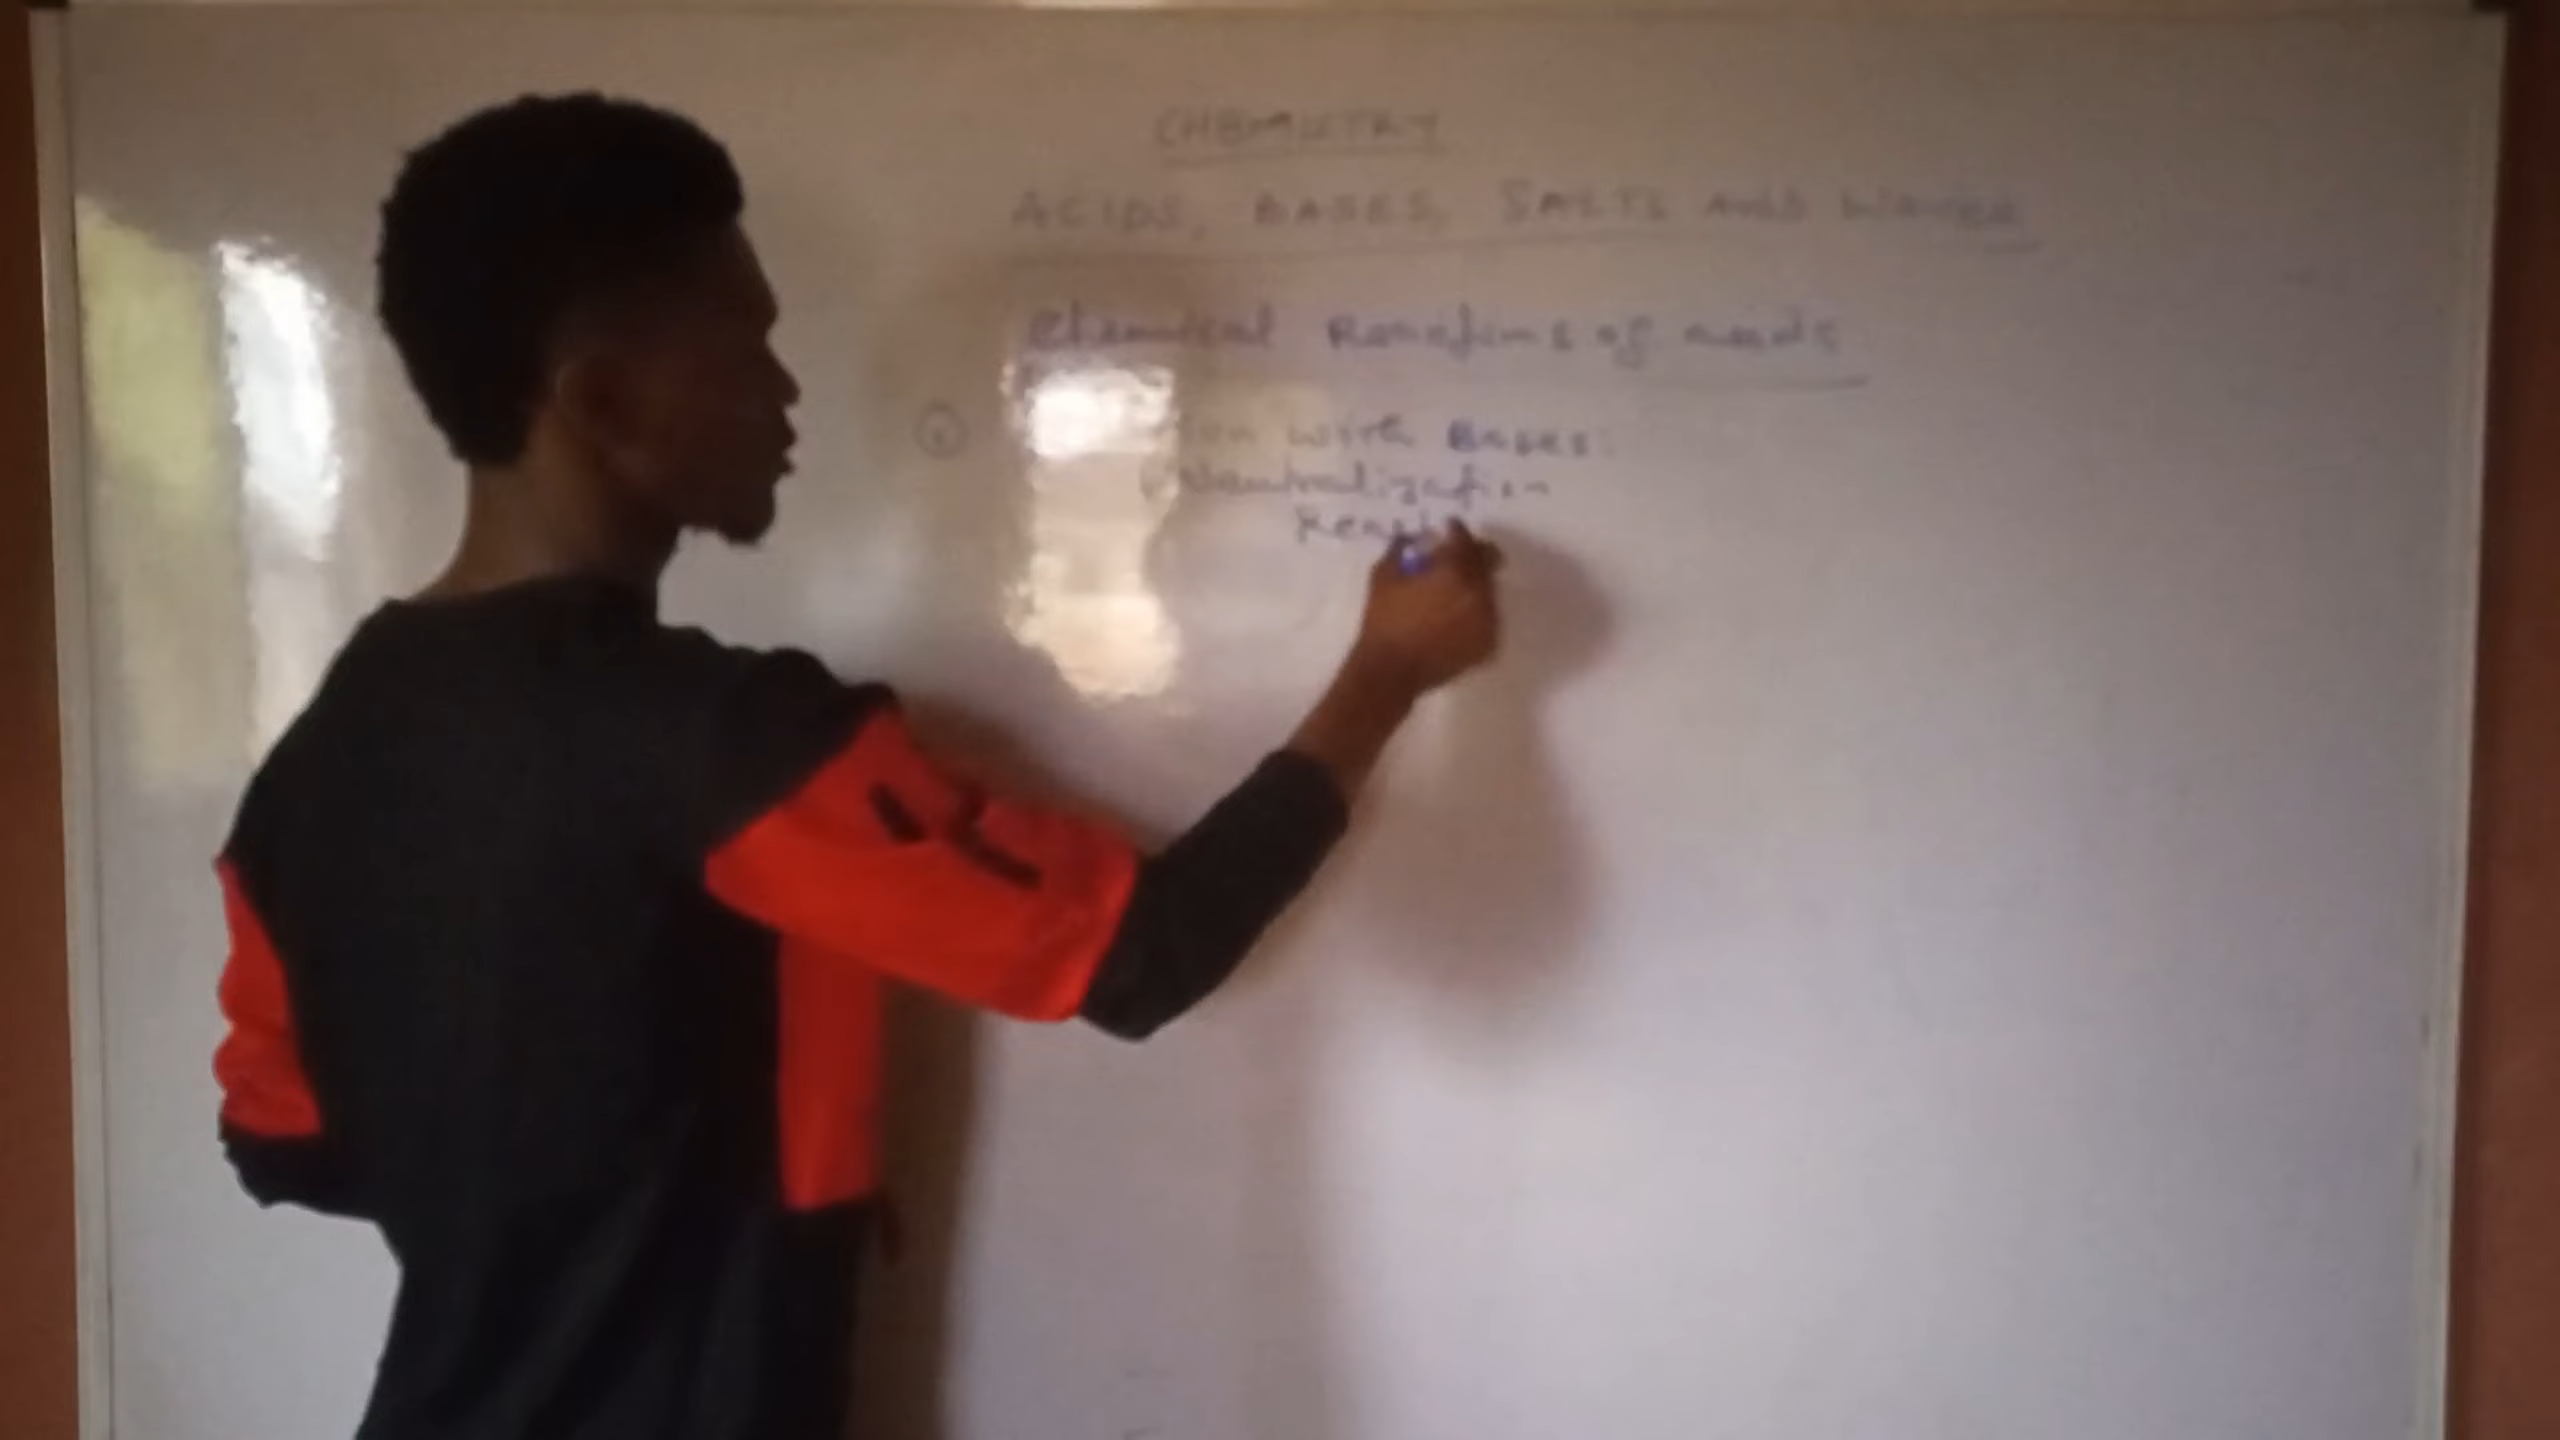 CHEMISTRY
ACIDS, BASES, SALTS AND WATER
Chemical Reactions of acids
with Bases:
Neutralization